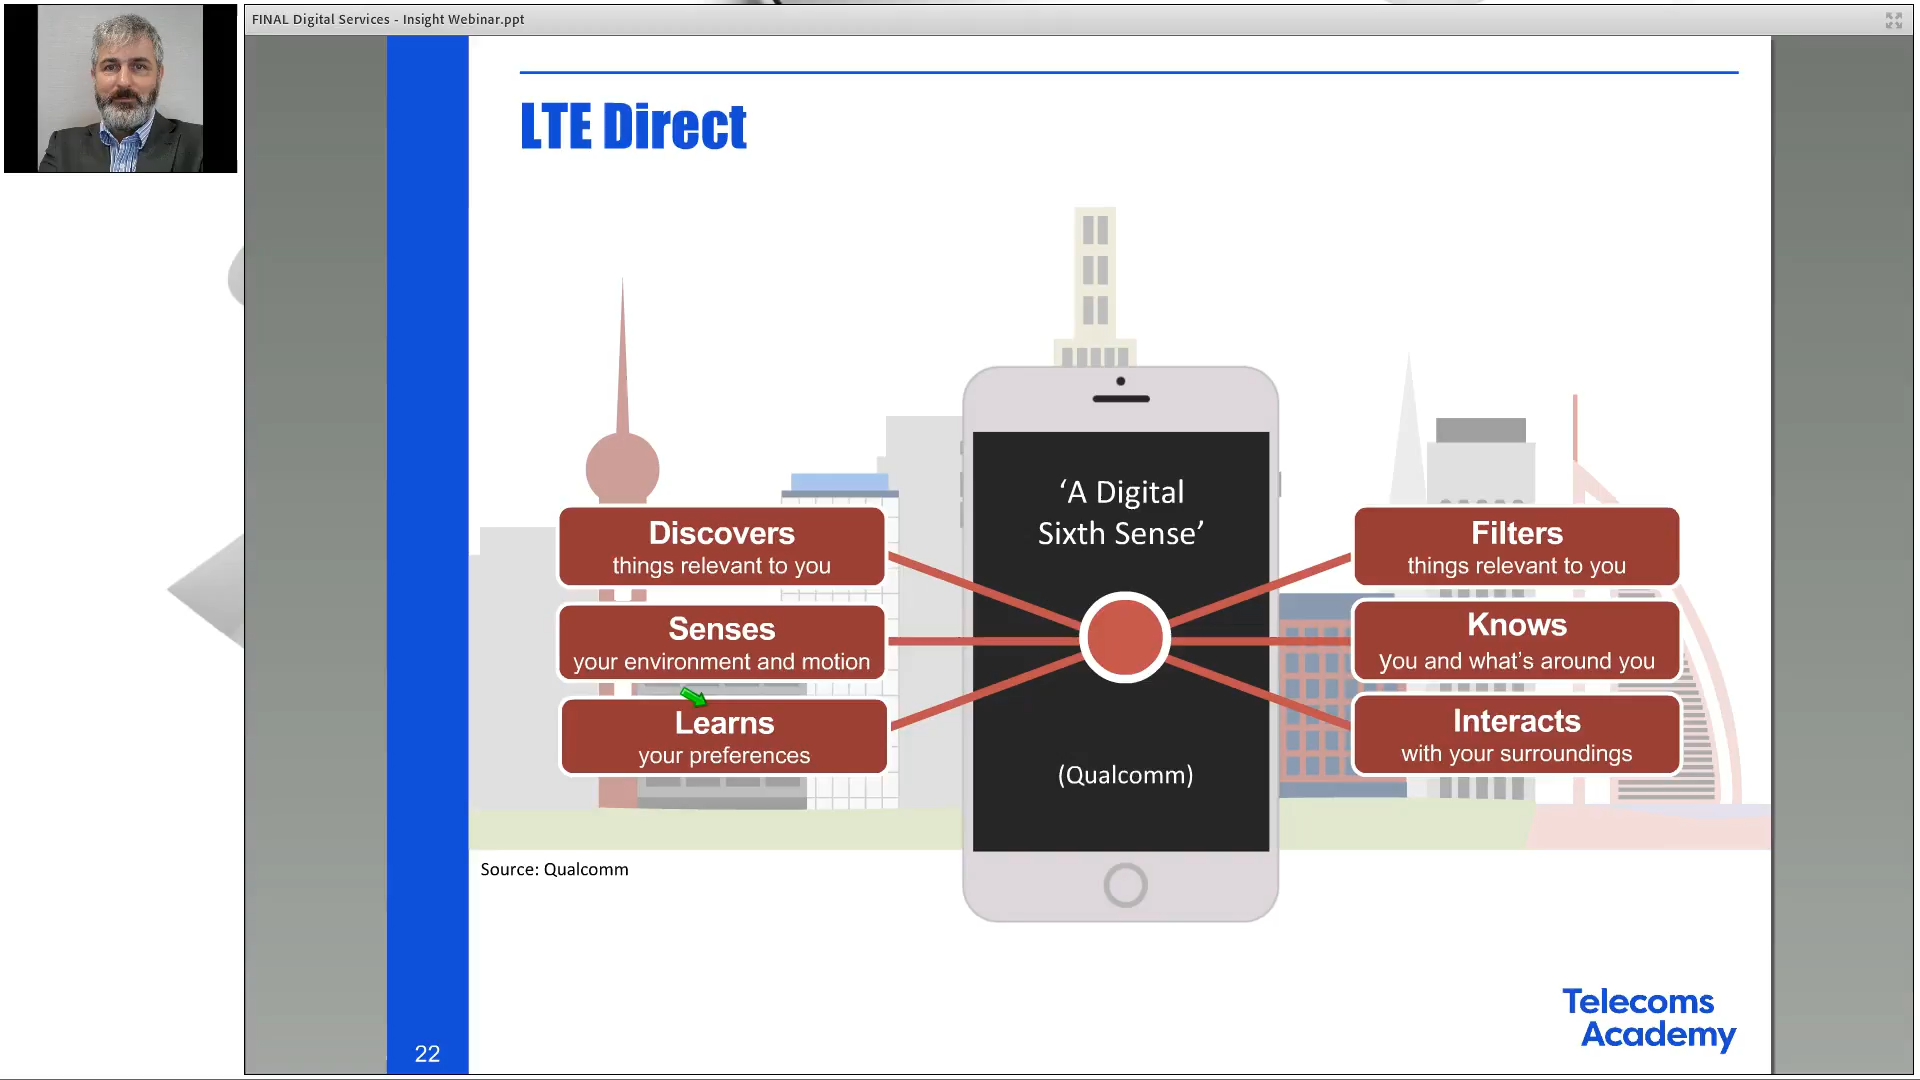 FINAL Digital Services - Insight Webinar.ppt
LTE Direct
‘A Digital
Sixth Sense’
(Qualcomm)
Discovers
things relevant to you
Senses
your environment and motion
Learns
your preferences
Filters
things relevant to you
Knows
you and what’s around you
Interacts
with your surroundings
Source: Qualcomm
Telecoms
Academy
22